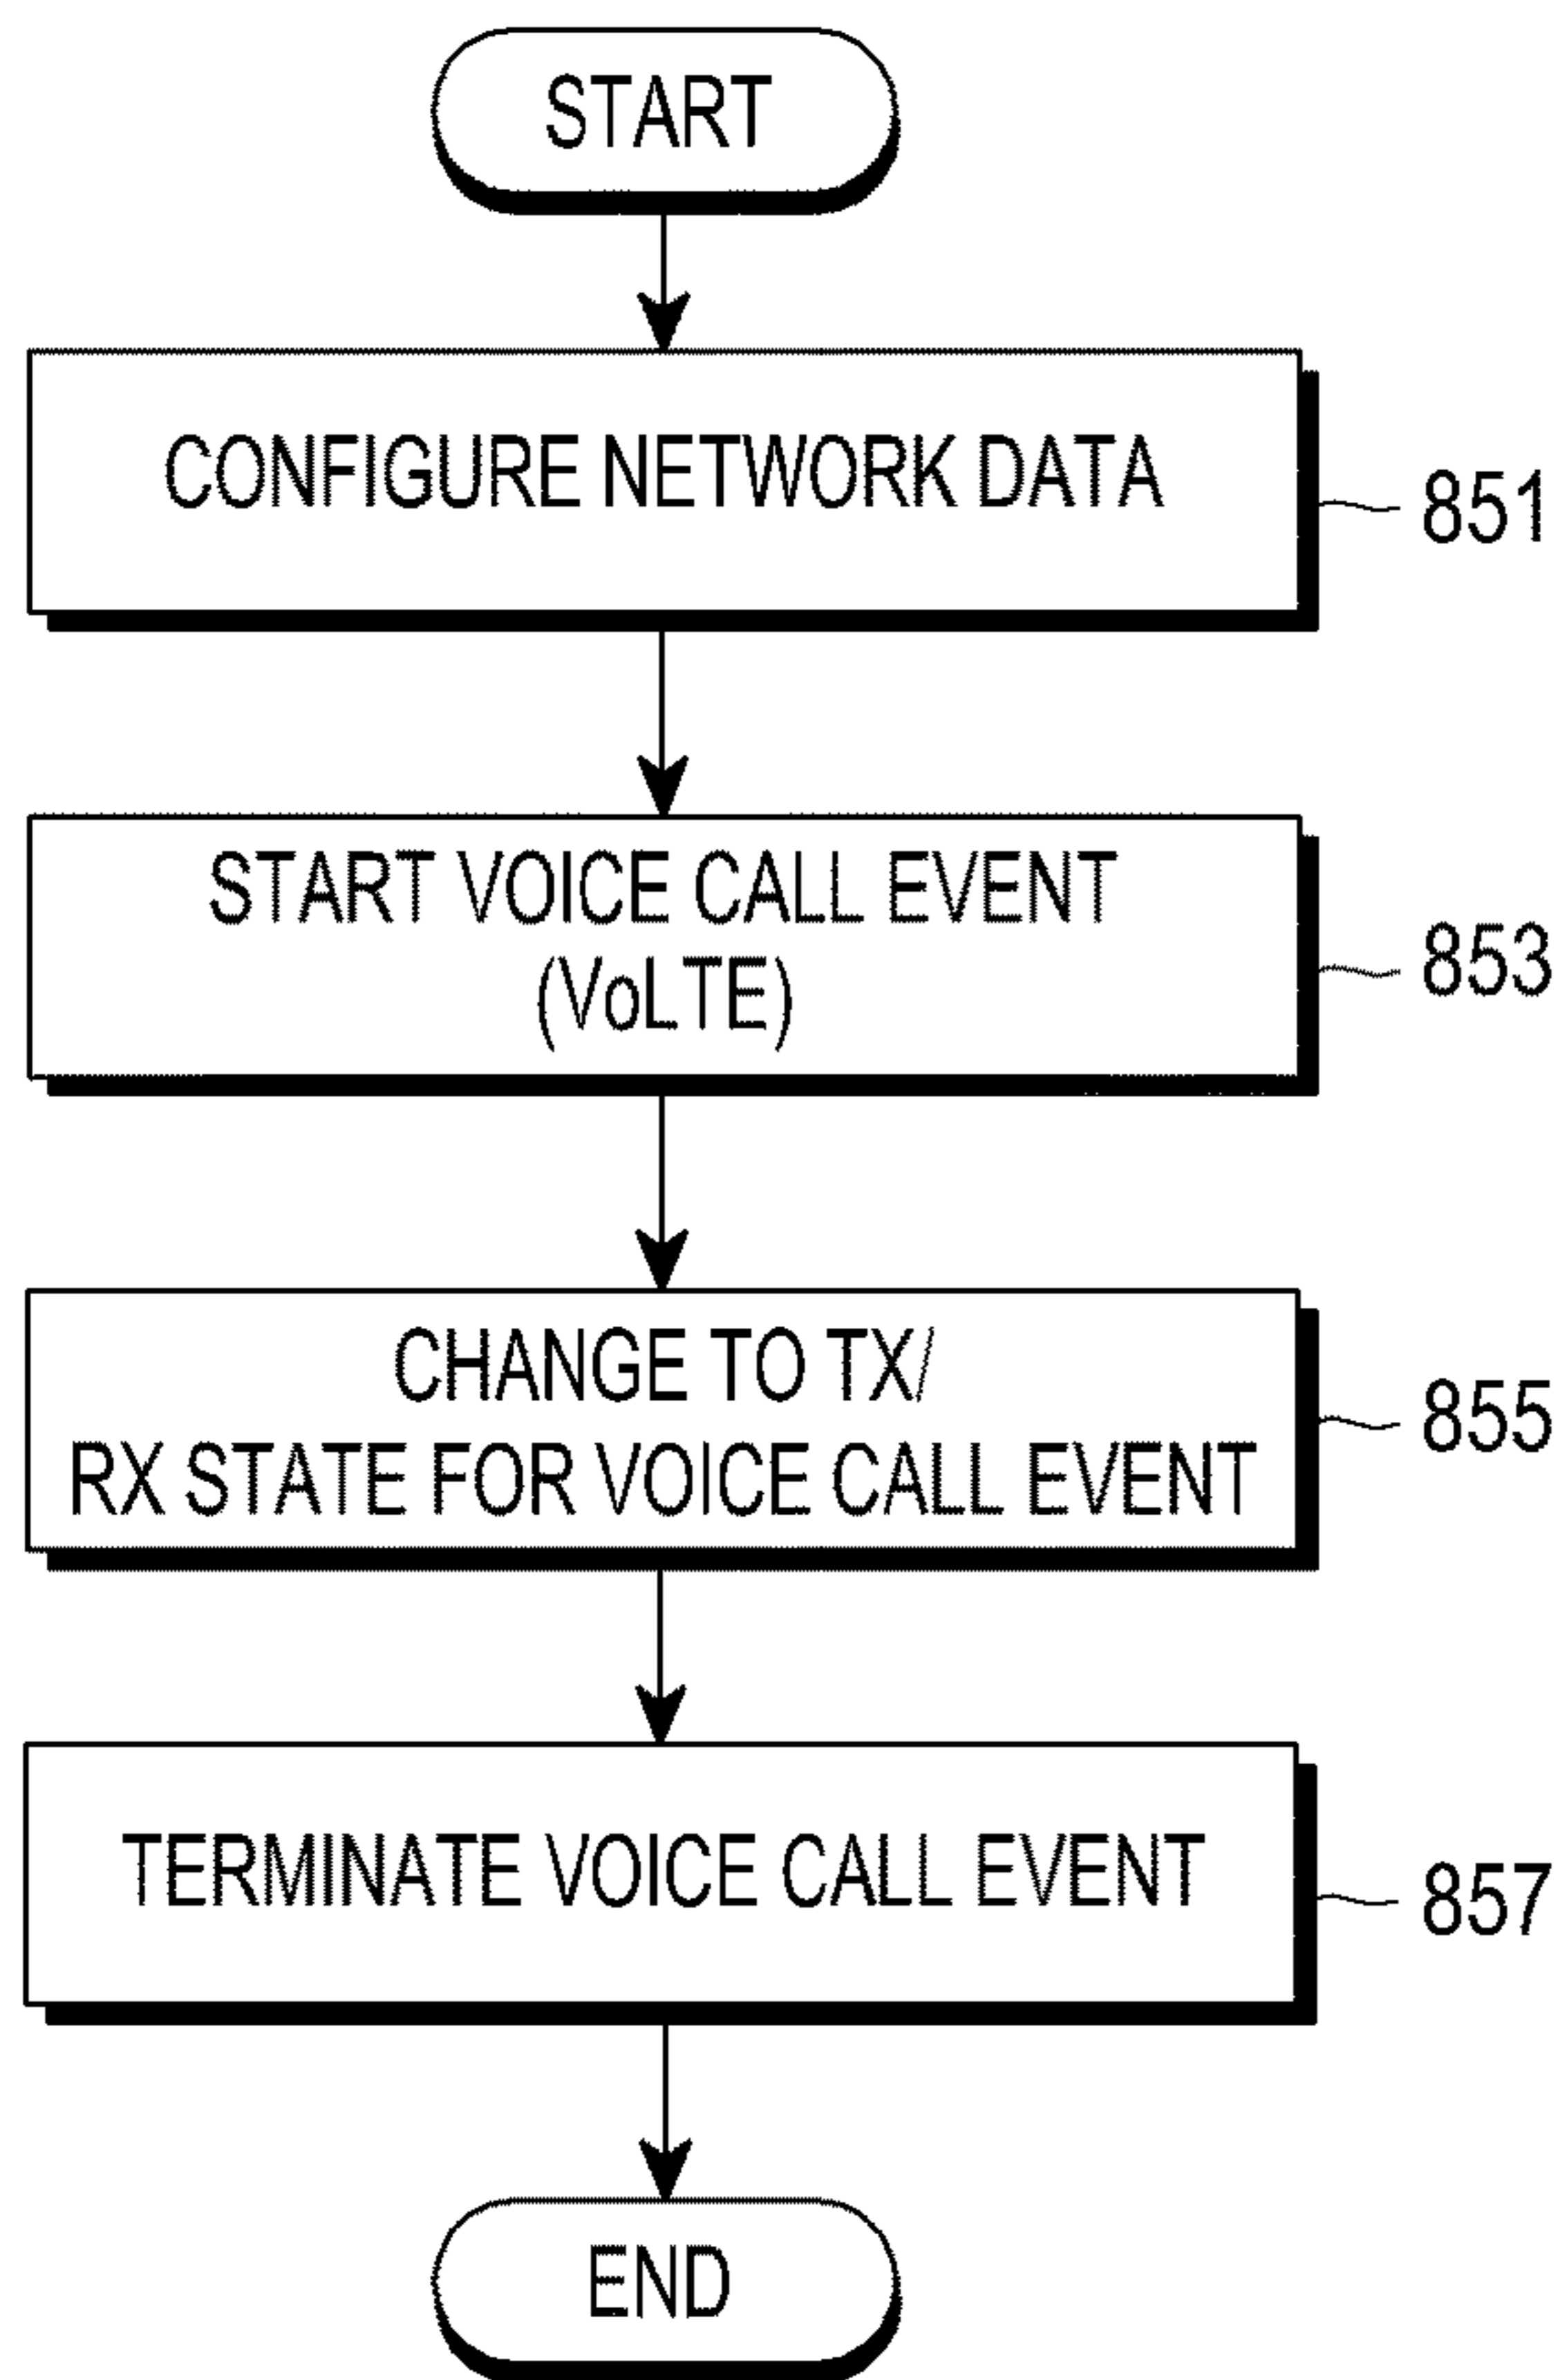 START
CONFIGURE NETWORK DATA
851
START VOICE CALL EVENT
(VoLTE)
853
CHANGE TO TX/
RX STATE FOR VOICE CALL EVENT
855
TERMINATE VOICE CALL EVENT
857
END